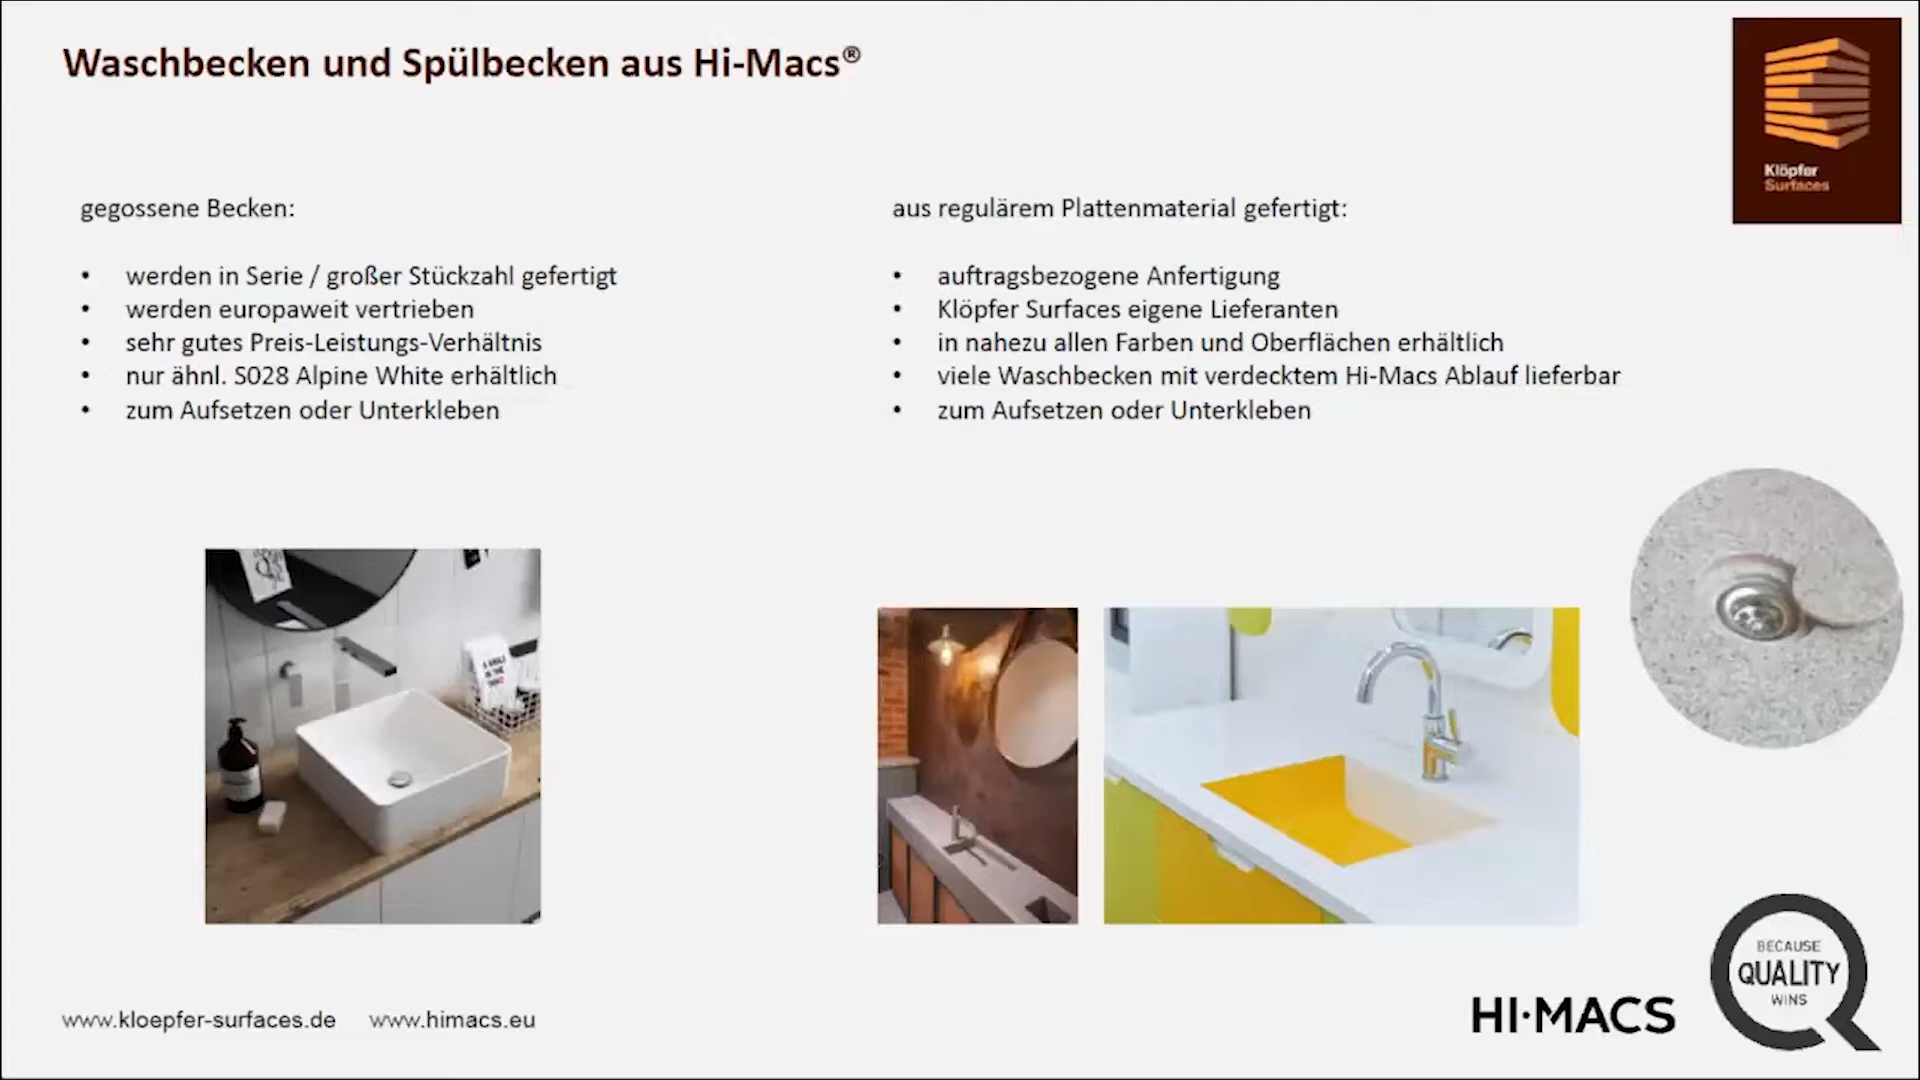 Waschbecken und Spülbecken aus Hi-Macs®
Klöpfer
Surfaces
gegossene Becken:
• werden in Serie / großer Stückzahl gefertigt
• werden europaweit vertrieben
• sehr gutes Preis-Leistungs-Verhältnis
• nur ähnl. S028 Alpine White erhältlich
• zum Aufsetzen oder Unterkleben
aus regulärem Plattenmaterial gefertigt:
• auftragsbezogene Anfertigung
• Klöpfer Surfaces eigene Lieferanten
• in nahezu allen Farben und Oberflächen erhältlich
• viele Waschbecken mit verdecktem Hi-Macs Ablauf lieferbar
• zum Aufsetzen oder Unterkleben
www.kloepfer-surfaces.de www.himacs.eu
HI·MACS
BECAUSE
QUALITY
WINS